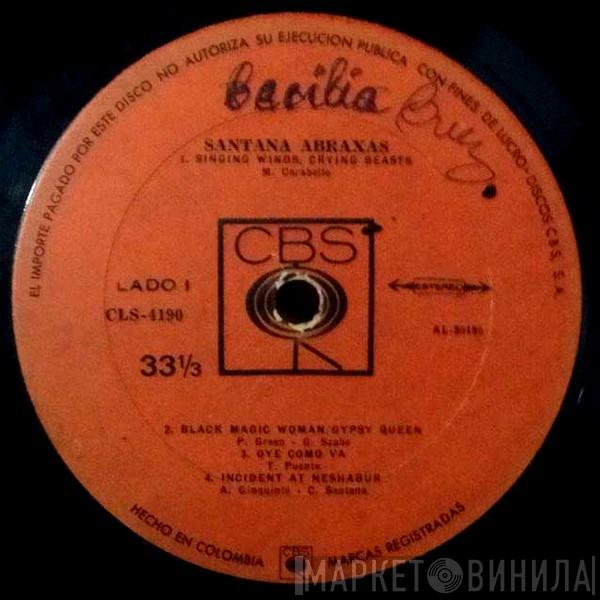 EL IMPORTE PAGADO POR ESTE DISCO NO AUTORIZA SU EJECUCION PUBLICA CON FINES DE LUCRO - DISCOS CBS, S.A.
Cecilia Cruz
SANTANA ABRAXAS
1. SINGING WINDS, CRYING BEASTS
M. Carabello
CBS
LADO 1
ESTEREO
CLS-4190
33 1/3
2. BLACK MAGIC WOMAN/GYPSY QUEEN
P. Green - G. Szabo
3. OYE COMO VA
T. Puente
4. INCIDENT AT NESHABUR
A. Gianquinto - C. Santana
HECHO EN COLOMBIA
CBS
MARCAS REGISTRADAS
МАРКЕТ ВИНИЛА